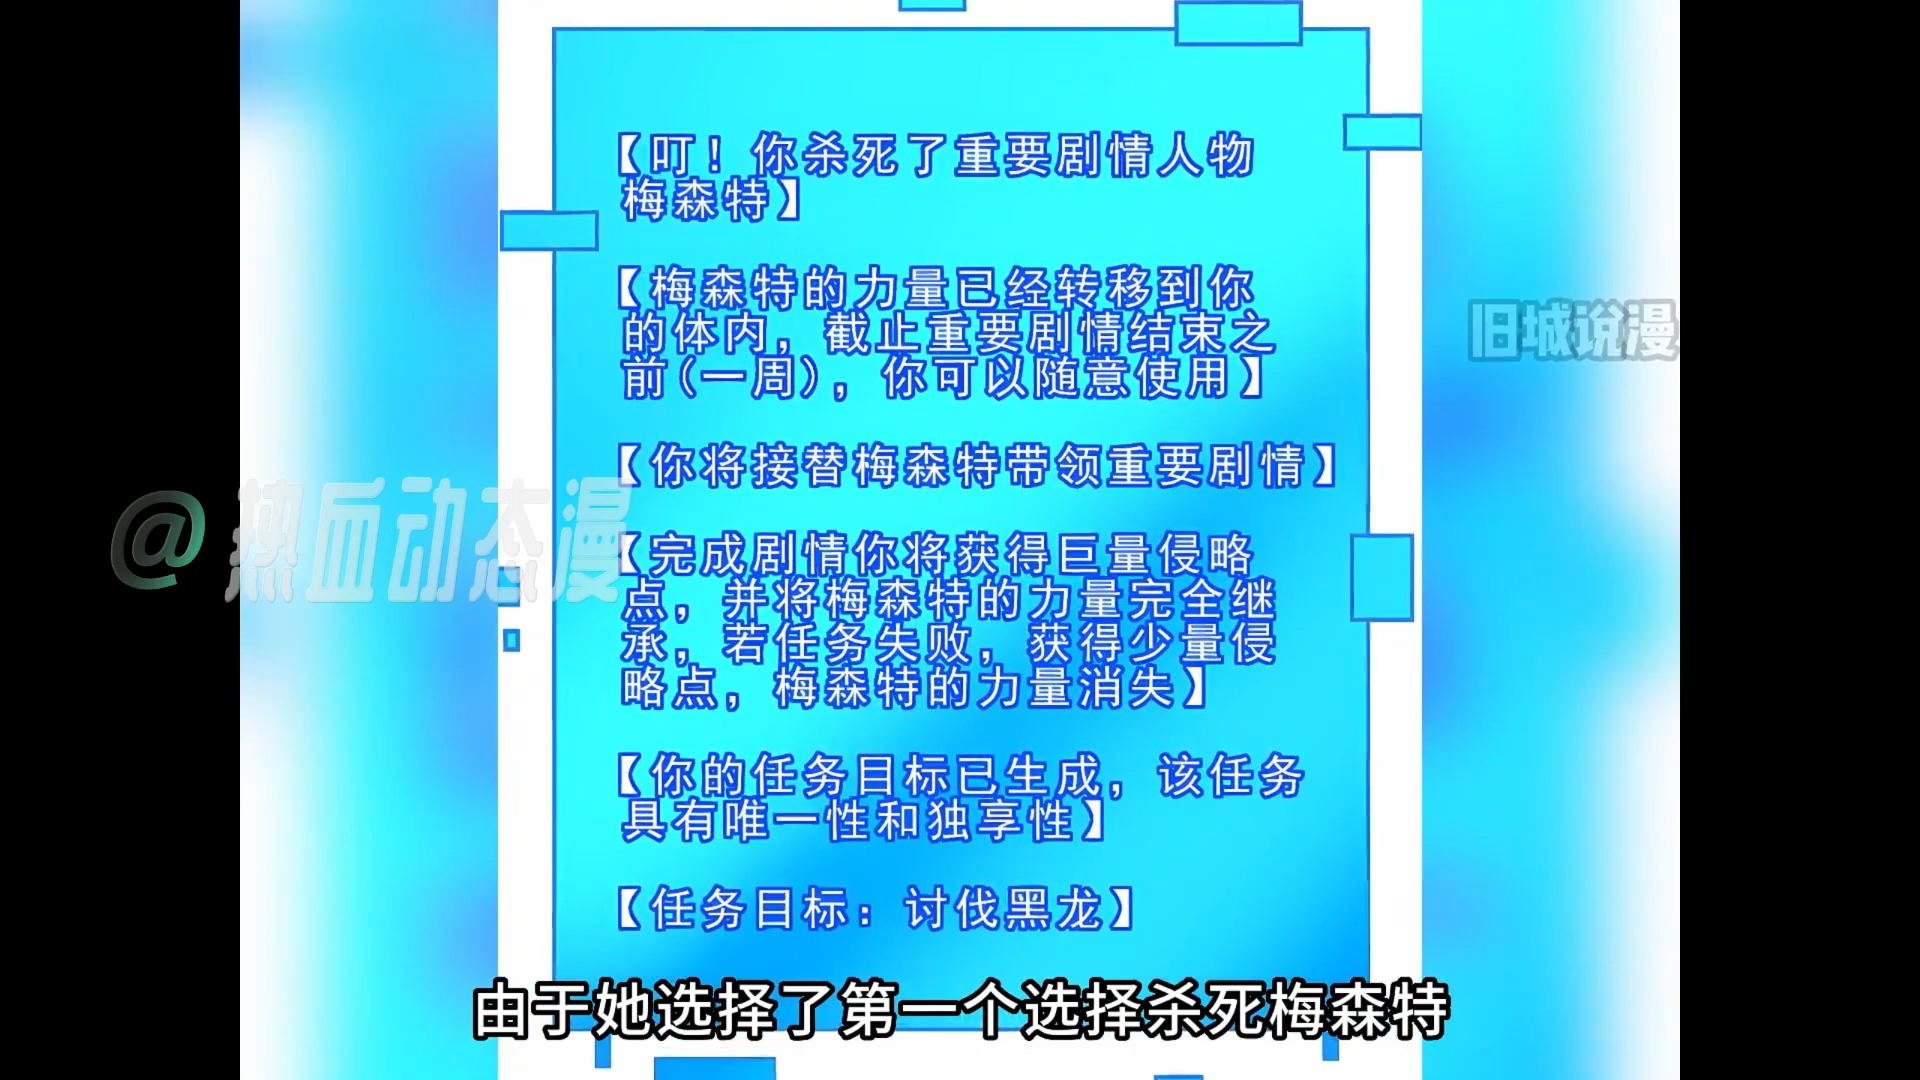 【叮！你杀死了重要剧情人物
梅森特】
【梅森特的力量已经转移到你
的体内，截止重要剧情结束之
前(一周)，你可以随意使用】
【你将接替梅森特带领重要剧情】
【完成剧情你将获得巨量侵略
点，并将梅森特的力量完全继
承，若任务失败，获得少量侵
略点，梅森特的力量消失】
【你的任务目标已生成，该任务
具有唯一性和独享性】
【任务目标：讨伐黑龙】
旧城说漫
@热血动态漫
由于她选择了第一个选择杀死梅森特